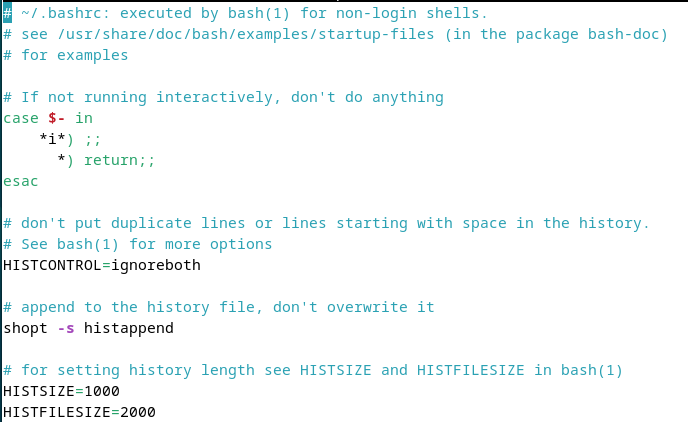 # ~/.bashrc: executed by bash(1) for non-login shells.
# see /usr/share/doc/bash/examples/startup-files (in the package bash-doc)
# for examples

# If not running interactively, don't do anything
case $- in
    *i*) ;;
      *) return;;
esac

# don't put duplicate lines or lines starting with space in the history.
# See bash(1) for more options
HISTCONTROL=ignoreboth

# append to the history file, don't overwrite it
shopt -s histappend

# for setting history length see HISTSIZE and HISTFILESIZE in bash(1)
HISTSIZE=1000
HISTFILESIZE=2000